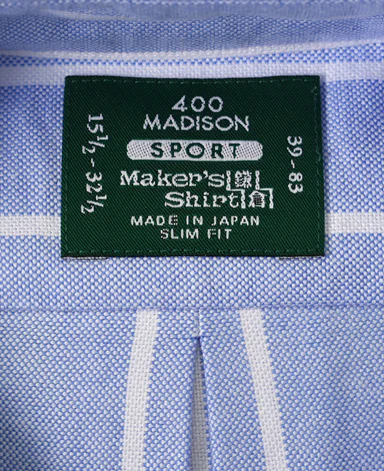 400
MADISON
SPORT
Maker's 鎌
Shirt 倉
MADE IN JAPAN
SLIM FIT
15½-32½
39-83